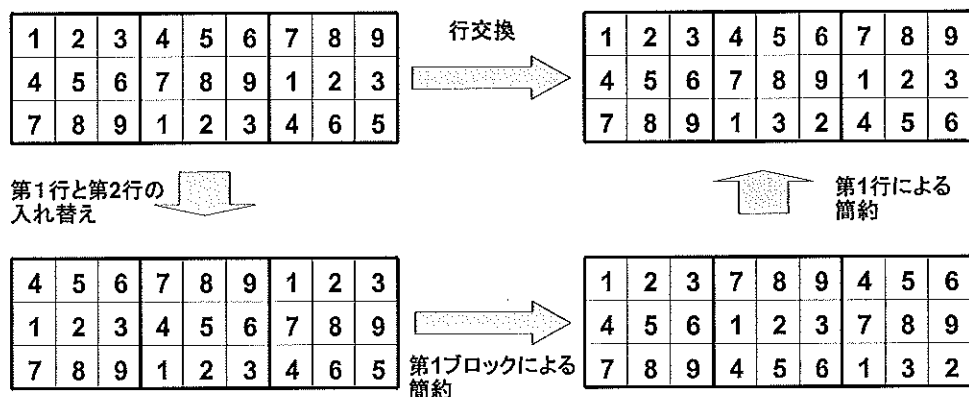 1 2 3 4 5 6 7 8 9
4 5 6 7 8 9 1 2 3
7 8 9 1 2 3 4 6 5
行交換
1 2 3 4 5 6 7 8 9
4 5 6 7 8 9 1 2 3
7 8 9 1 3 2 4 5 6
第1行と第2行の
入れ替え
第1行による
簡約
4 5 6 7 8 9 1 2 3
1 2 3 4 5 6 7 8 9
7 8 9 1 2 3 4 6 5
第1ブロックによる
簡約
1 2 3 7 8 9 4 5 6
4 5 6 1 2 3 7 8 9
7 8 9 4 5 6 1 3 2